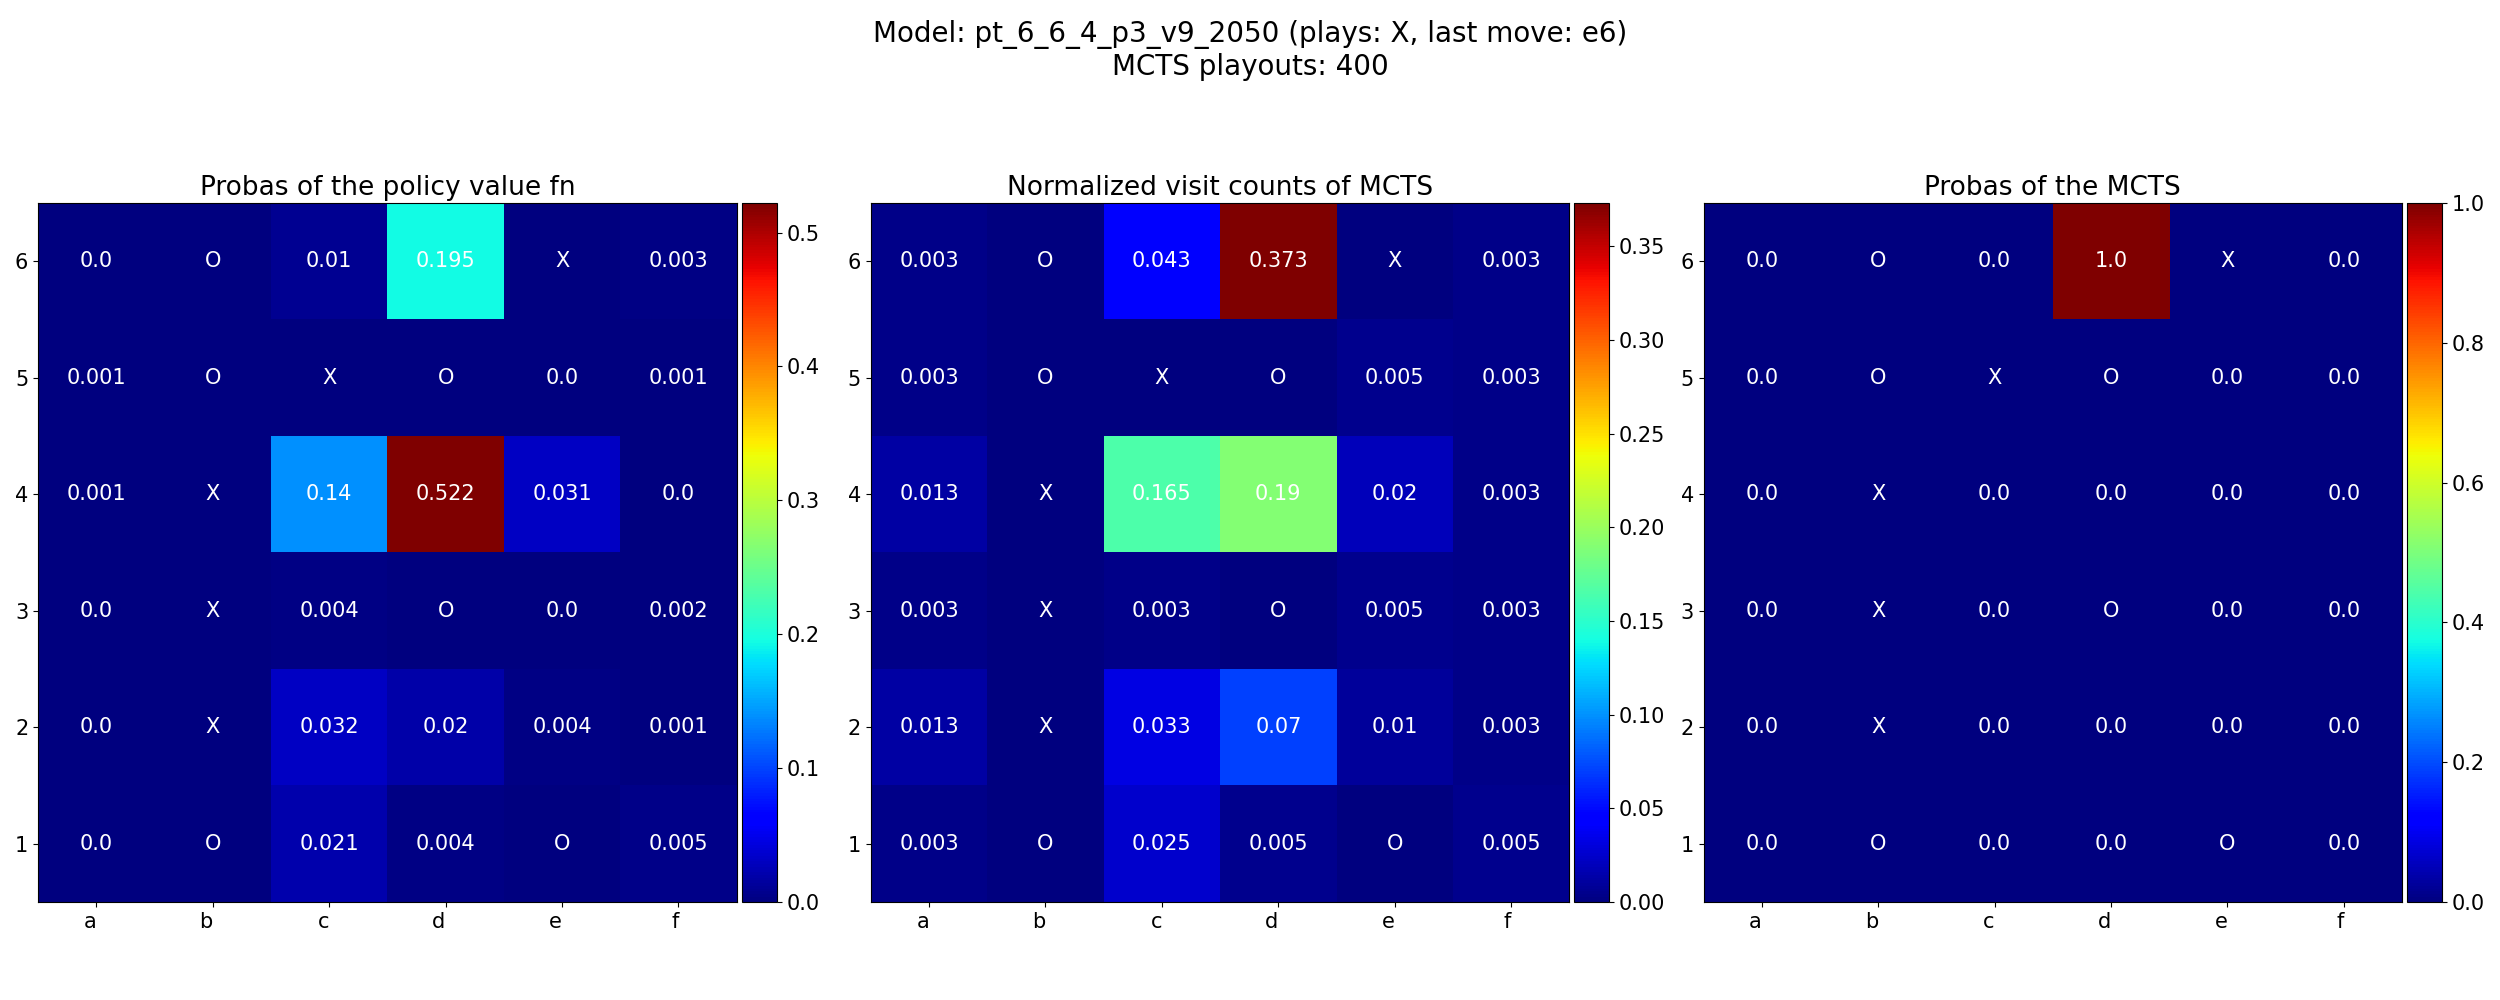 Model: pt_6_6_4_p3_v9_2050 (plays: X, last move: e6)
MCTS playouts: 400
Probas of the policy value fn
6 0.0 O 0.01 0.195 X 0.003
5 0.001 O X O 0.0 0.001
4 0.001 X 0.14 0.522 0.031 0.0
3 0.0 X 0.004 O 0.0 0.002
2 0.0 X 0.032 0.02 0.004 0.001
1 0.0 O 0.021 0.004 O 0.005
a b c d e f
0.5
0.4
0.3
0.2
0.1
0.0
Normalized visit counts of MCTS
6 0.003 O 0.043 0.373 X 0.003
5 0.003 O X O 0.005 0.003
4 0.013 X 0.165 0.19 0.02 0.003
3 0.003 X 0.003 O 0.005 0.003
2 0.013 X 0.033 0.07 0.01 0.003
1 0.003 O 0.025 0.005 O 0.005
a b c d e f
0.35
0.30
0.25
0.20
0.15
0.10
0.05
0.00
Probas of the MCTS
6 0.0 O 0.0 1.0 X 0.0
5 0.0 O X O 0.0 0.0
4 0.0 X 0.0 0.0 0.0 0.0
3 0.0 X 0.0 O 0.0 0.0
2 0.0 X 0.0 0.0 0.0 0.0
1 0.0 O 0.0 0.0 O 0.0
a b c d e f
1.0
0.8
0.6
0.4
0.2
0.0